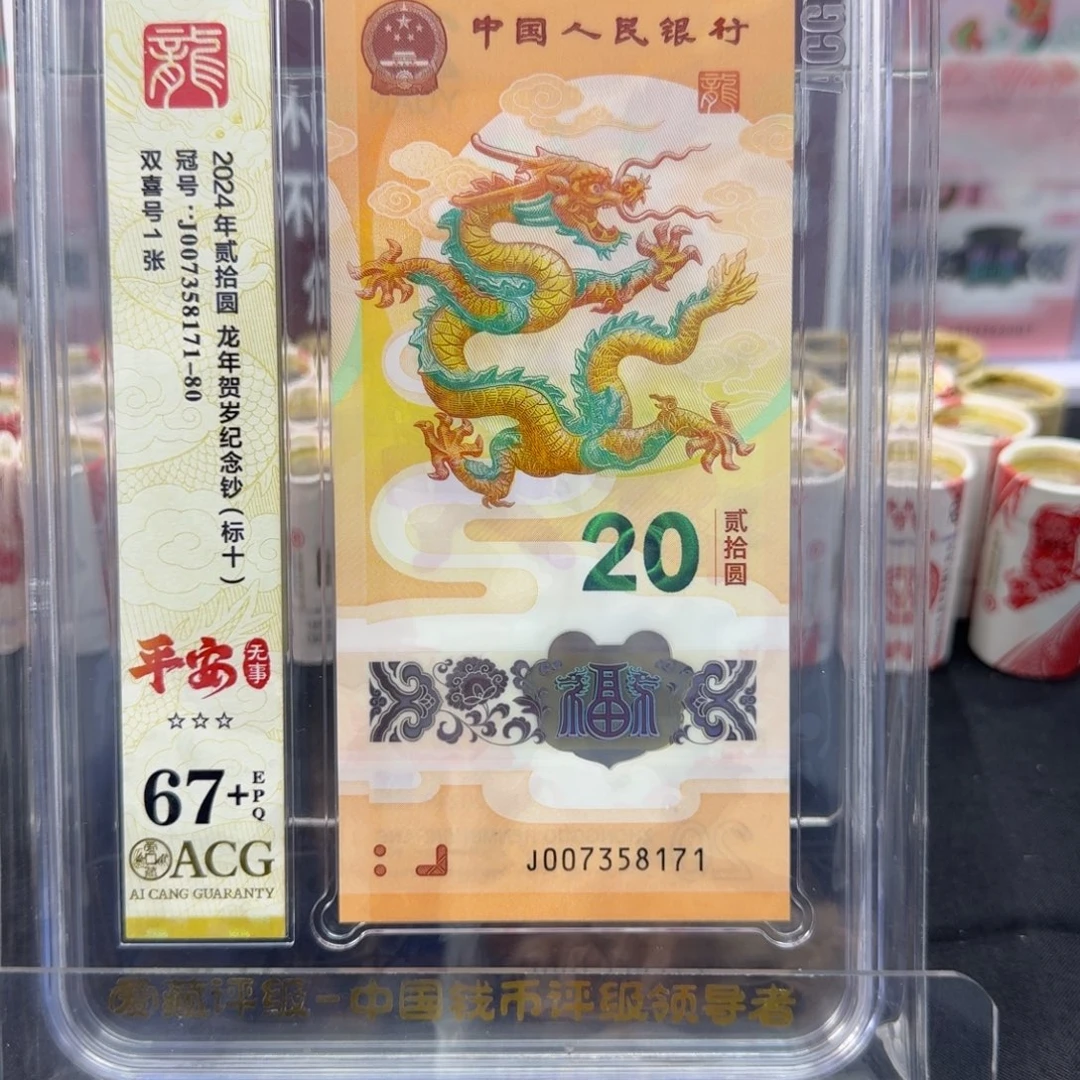 龍
2024年贰拾圆 龙年贺岁纪念钞（标十）
冠号：J007358171-80
双喜号1张
平安
无事
☆☆☆
67+
EPQ
ACG
AI CANG GUARANTY
中国人民银行
龍
20
贰拾圆
福
J007358171
ACG
爱藏评级-中国钱币评级领导者